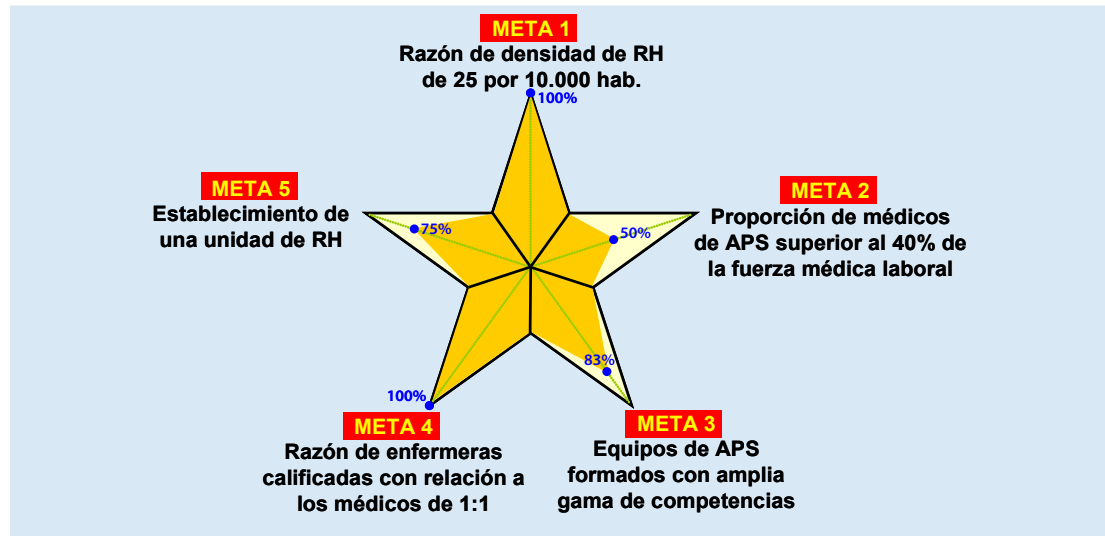 META 1
Razón de densidad de RH
de 25 por 10.000 hab.
100%
META 5
Establecimiento de
una unidad de RH
75%
META 2
Proporción de médicos
de APS superior al 40% de
la fuerza médica laboral
50%
100%
META 4
Razón de enfermeras
calificadas con relación a
los médicos de 1:1
83%
META 3
Equipos de APS
formados con amplia
gama de competencias